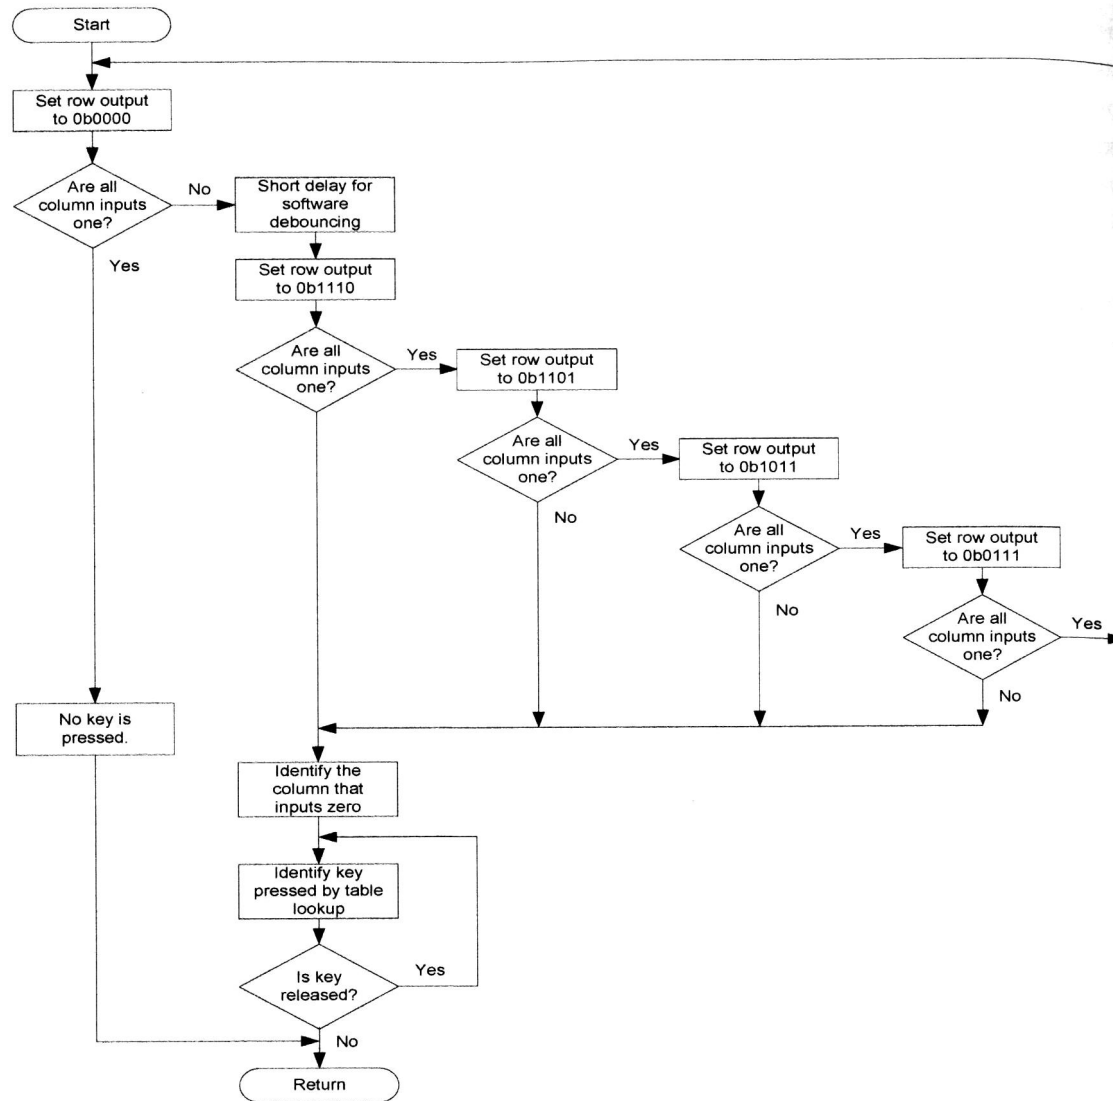 Start
Set row output
to 0b0000
Are all
column inputs
one?
No
Yes
Short delay for
software
debouncing
Set row output
to 0b1110
Are all
column inputs
one?
Yes
Set row output
to 0b1101
Are all
column inputs
one?
Yes
No
Set row output
to 0b1011
Are all
column inputs
one?
Yes
No
Set row output
to 0b0111
Are all
column inputs
one?
Yes
No
No key is
pressed.
Identify the
column that
inputs zero
Identify key
pressed by table
lookup
Is key
released?
Yes
No
Return